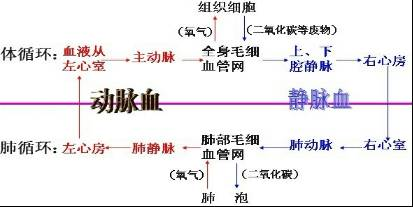 组织细胞
(氧气) (二氧化碳等废物)
体循环: 血液从左心室 主动脉 全身毛细血管网 上、下腔静脉 右心房
动脉血 静脉血
肺循环: 左心房 肺静脉 肺部毛细血管网 肺动脉 右心室
(氧气) (二氧化碳)
肺 泡